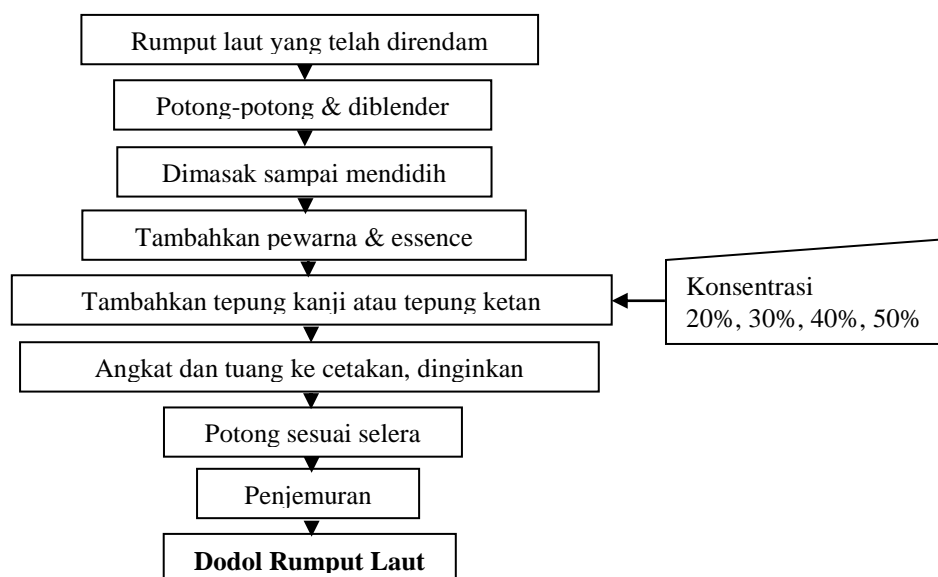 Rumput laut yang telah direndam
Potong-potong & diblender
Dimasak sampai mendidih
Tambahkan pewarna & essence
Tambahkan tepung kanji atau tepung ketan
Konsentrasi
20%, 30%, 40%, 50%
Angkat dan tuang ke cetakan, dinginkan
Potong sesuai selera
Penjemuran
Dodol Rumput Laut